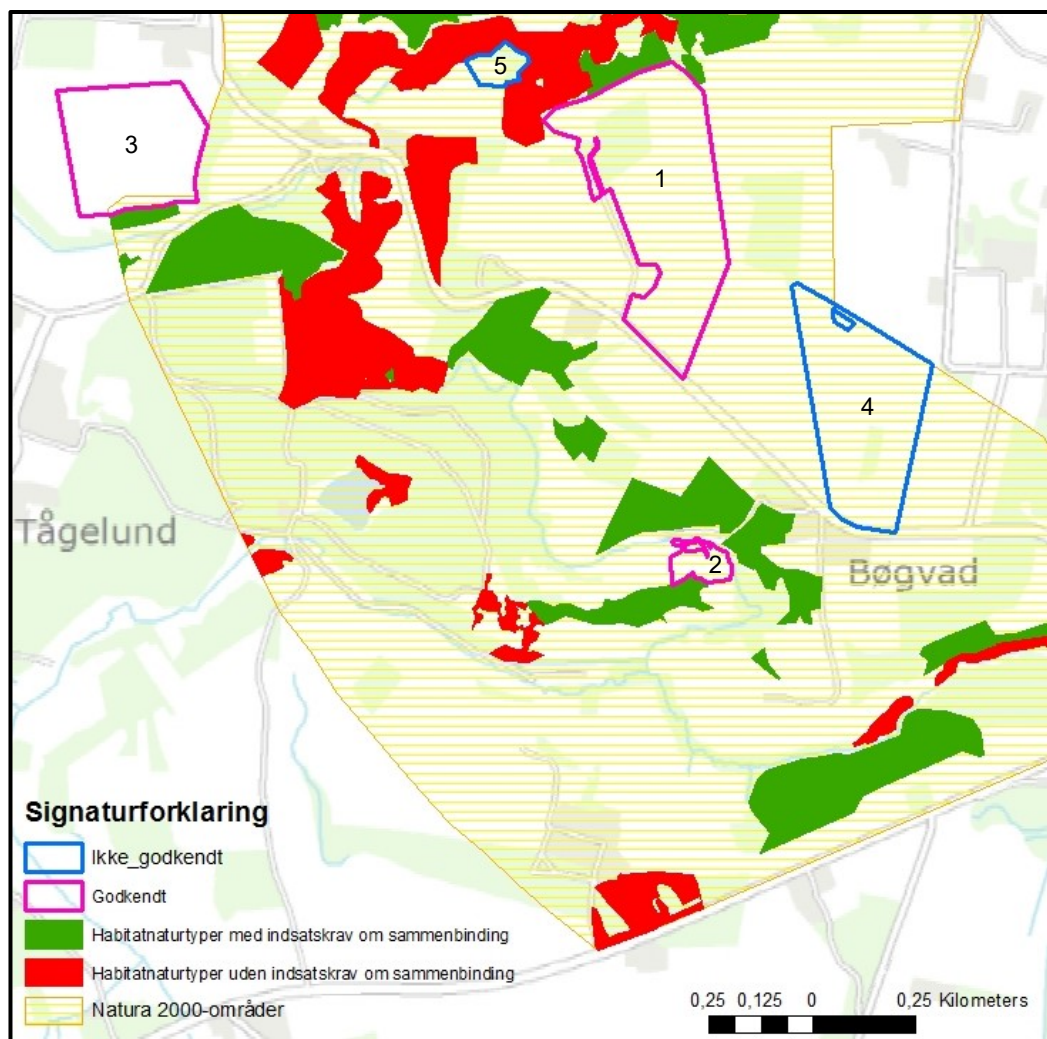 5
3
1
4
Tågelund
2
Bøgvad
Signaturforklaring
Ikke_godkendt
Godkendt
Habitatnaturtyper med indsatskrav om sammenbinding
Habitatnaturtyper uden indsatskrav om sammenbinding
Natura 2000-områder
0,25 0,125 0 0,25 Kilometers